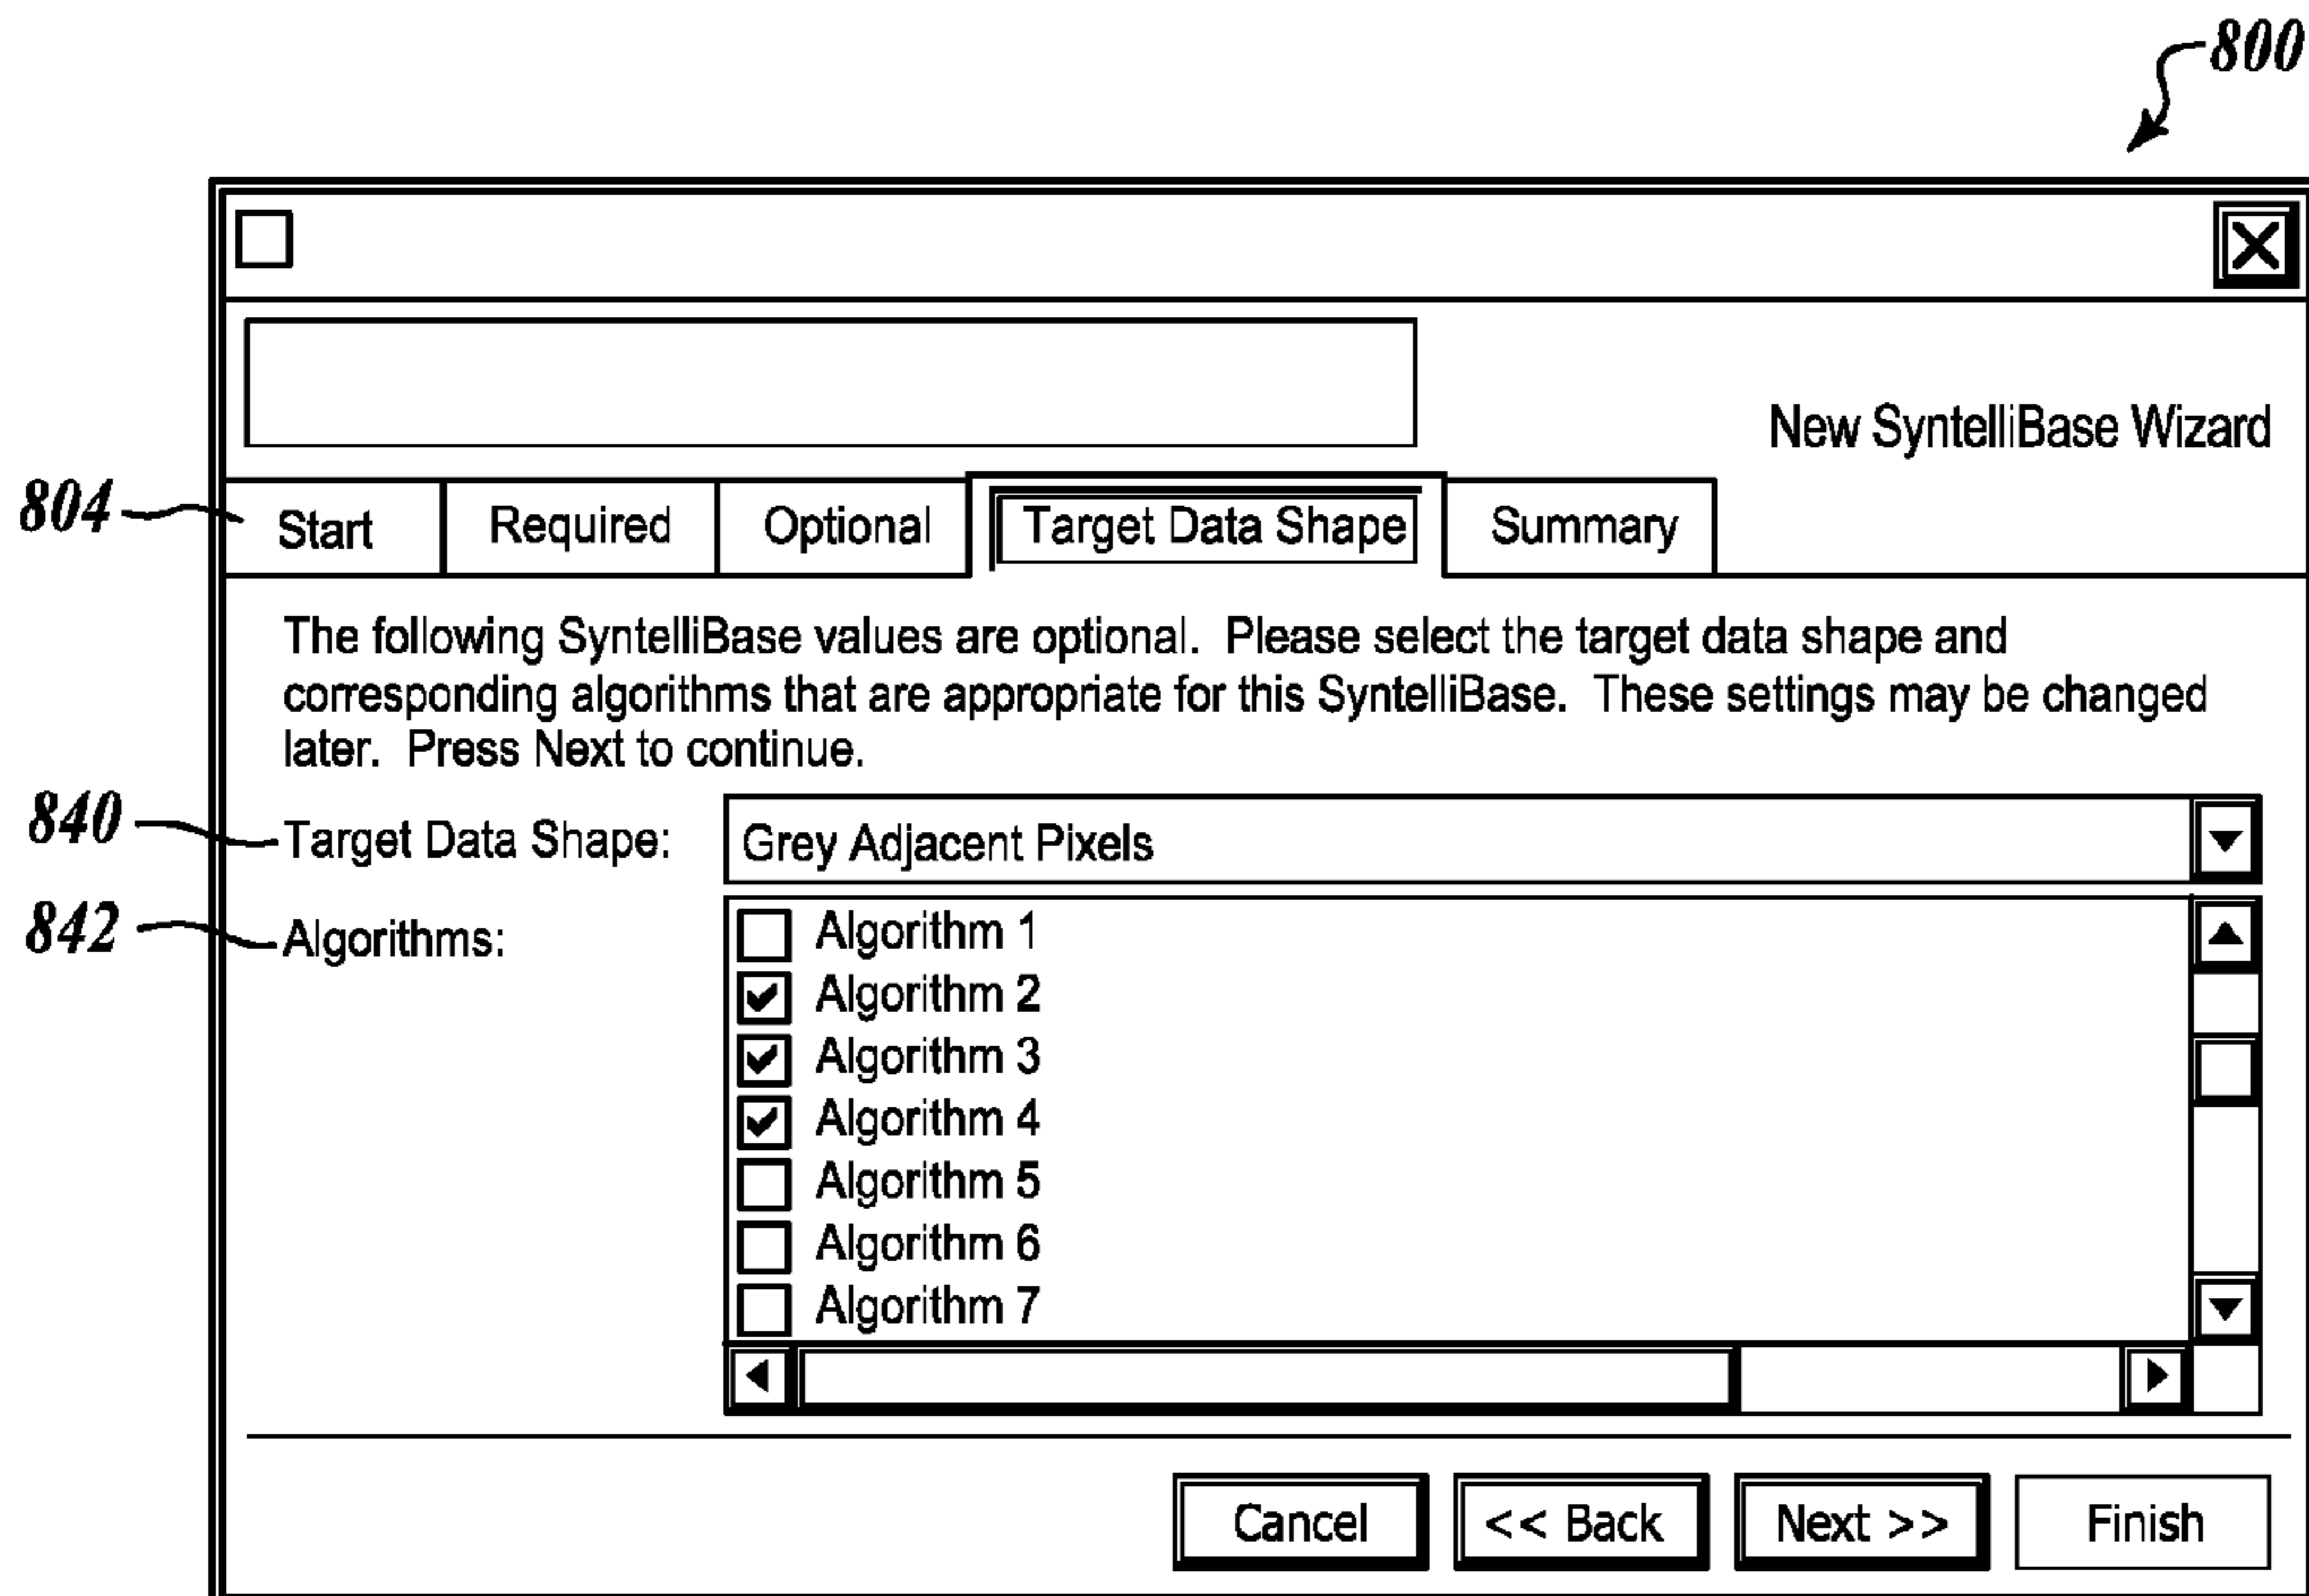 800
New SyntelliBase Wizard
804
Start Required Optional Target Data Shape Summary
The following SyntelliBase values are optional. Please select the target data shape and
corresponding algorithms that are appropriate for this SyntelliBase. These settings may be changed
later. Press Next to continue.
840 Target Data Shape: Grey Adjacent Pixels
842 Algorithms:
Algorithm 1
Algorithm 2
Algorithm 3
Algorithm 4
Algorithm 5
Algorithm 6
Algorithm 7
Cancel << Back Next >> Finish